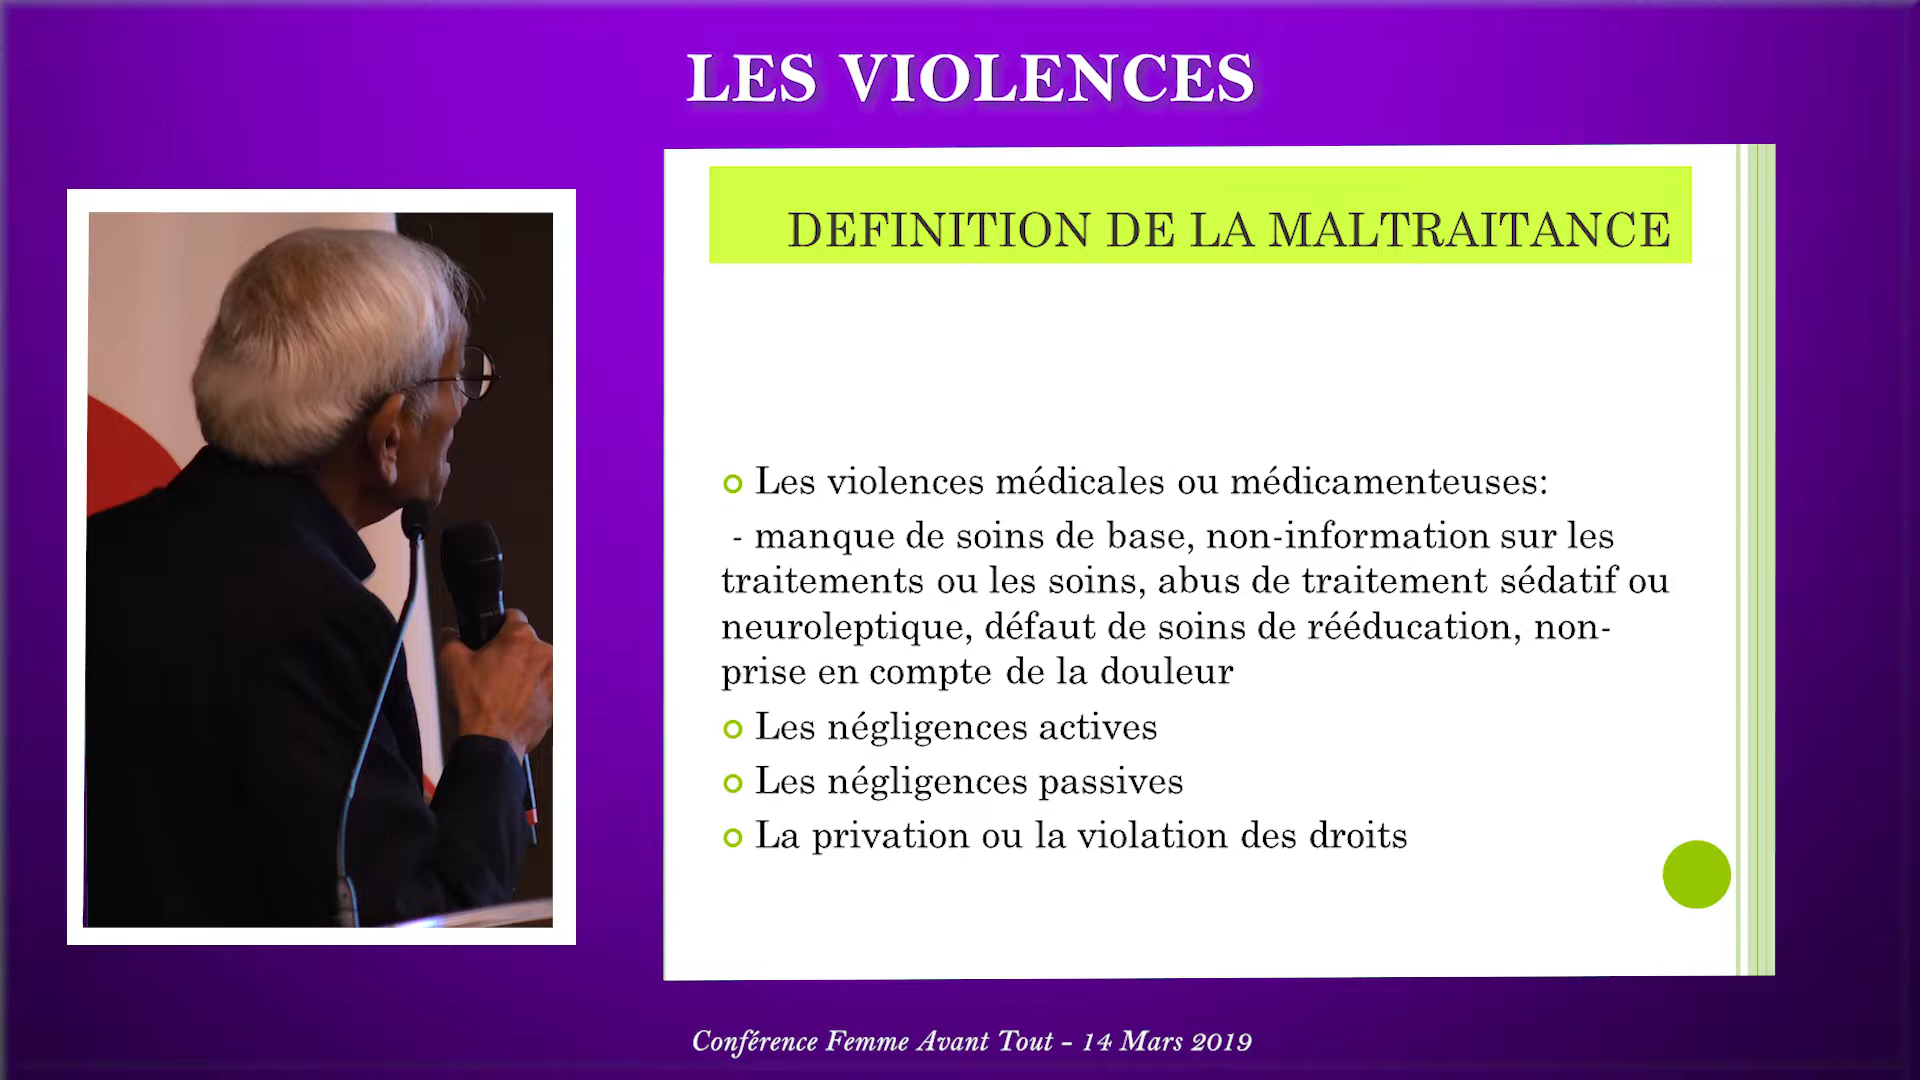 LES VIOLENCES
DEFINITION DE LA MALTRAITANCE
Les violences médicales ou médicamenteuses:
- manque de soins de base, non-information sur les
traitements ou les soins, abus de traitement sédatif ou
neuroleptique, défaut de soins de rééducation, non-
prise en compte de la douleur
Les négligences actives
Les négligences passives
La privation ou la violation des droits
Conférence Femme Avant Tout - 14 Mars 2019